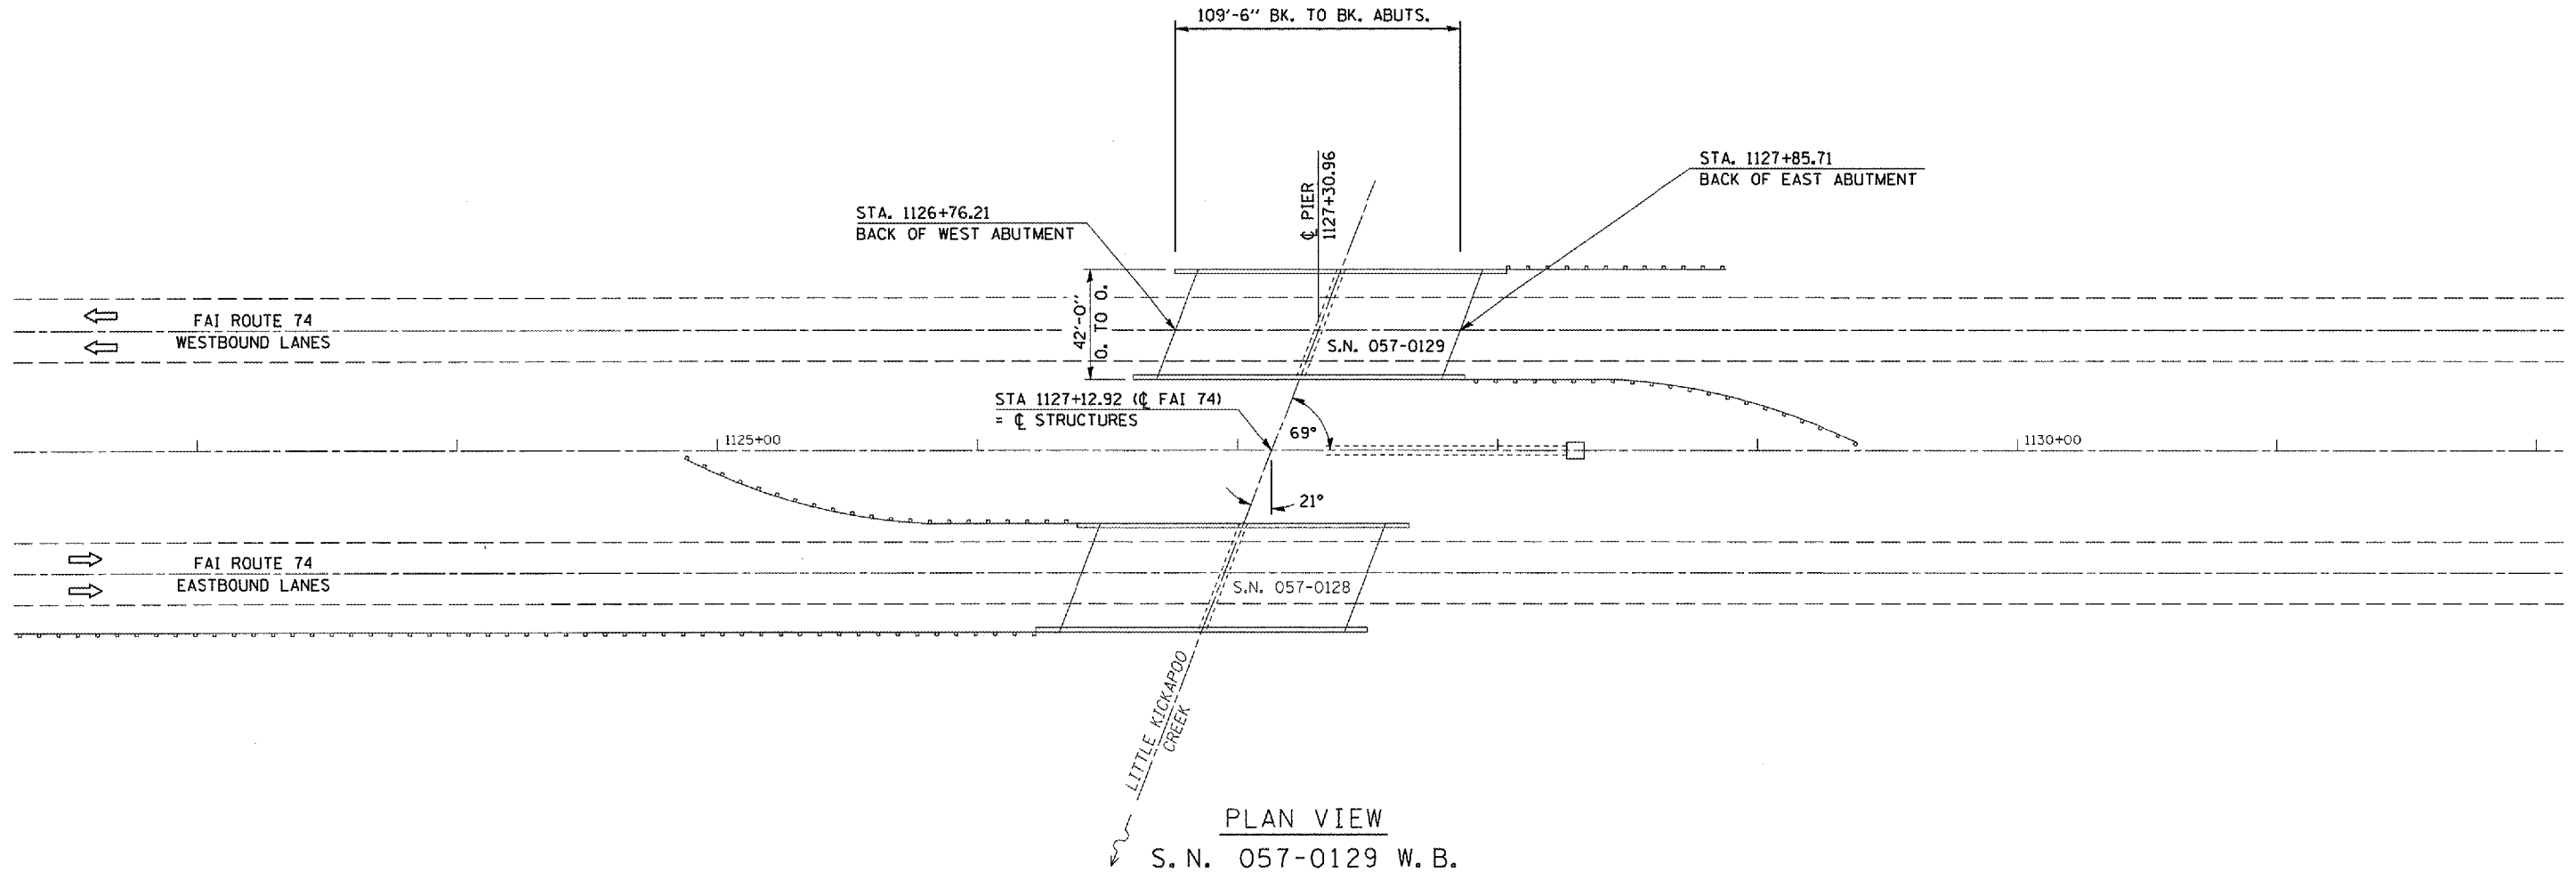 109'-6" BK. TO BK. ABUTS.
STA. 1127+85.71
BACK OF EAST ABUTMENT
℄ PIER
1127+30.96
STA. 1126+76.21
BACK OF WEST ABUTMENT
42'-0"
O. TO O.
FAI ROUTE 74
WESTBOUND LANES
S.N. 057-0129
STA 1127+12.92 (℄ FAI 74)
= ℄ STRUCTURES
69°
1125+00
1130+00
21°
FAI ROUTE 74
EASTBOUND LANES
S.N. 057-0128
LITTLE KICKAPOO
CREEK
PLAN VIEW
S.N. 057-0129 W.B.